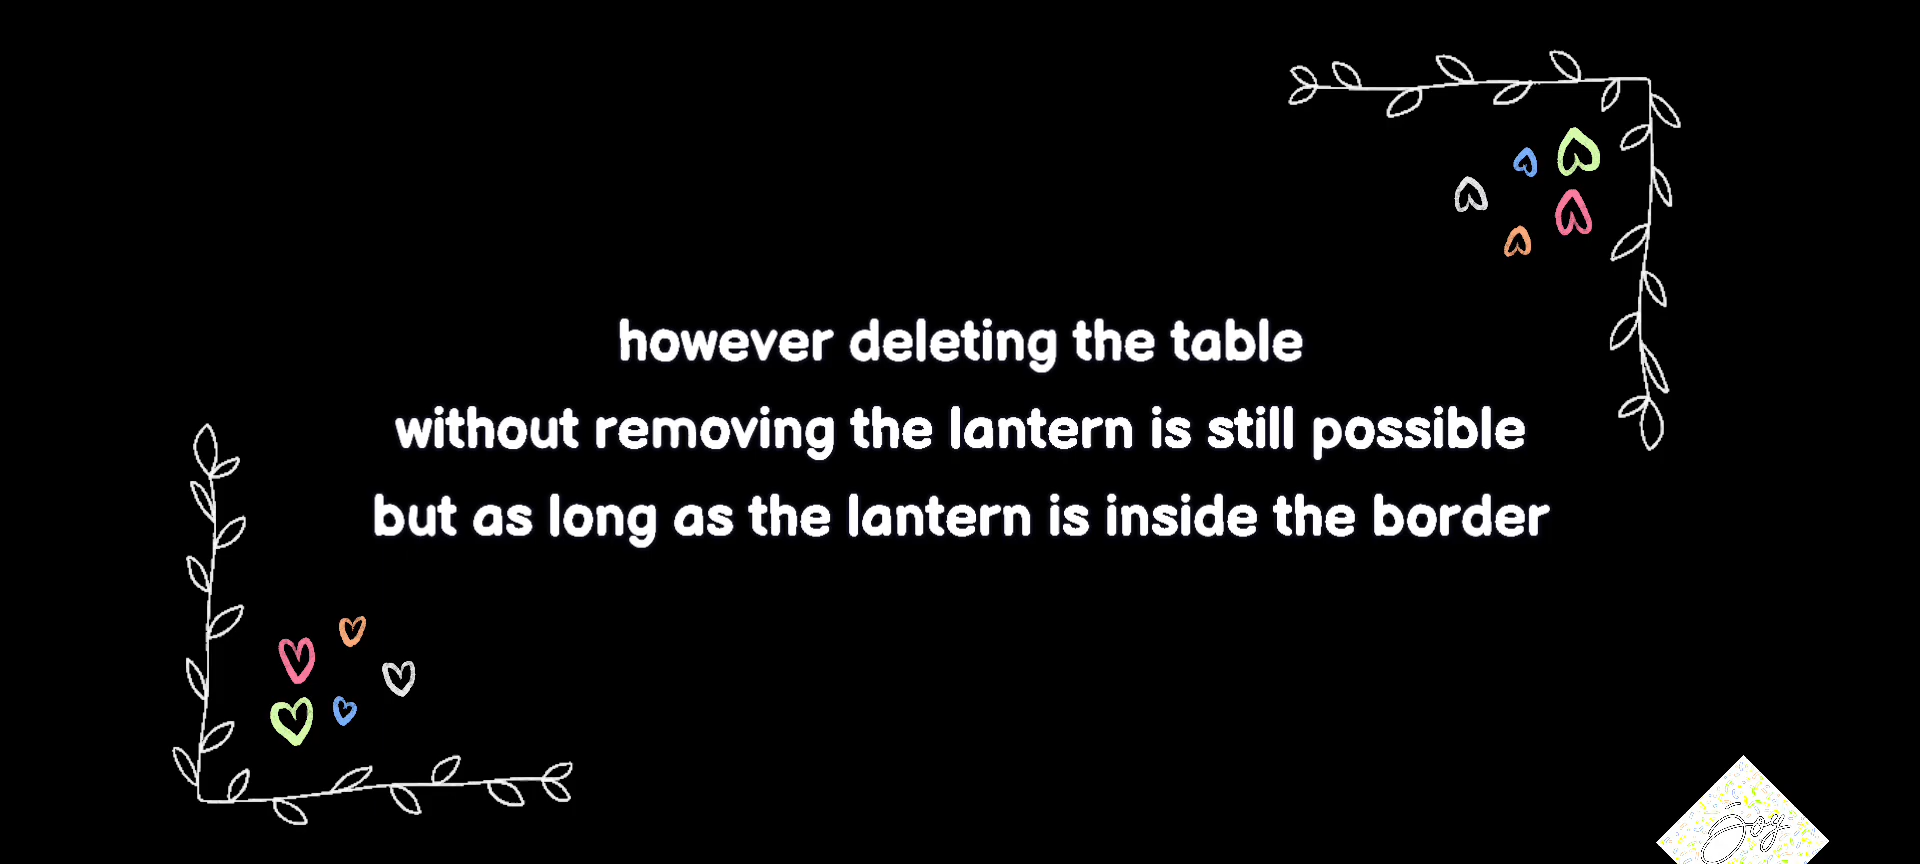 however deleting the table
without removing the lantern is still possible
but as long as the lantern is inside the border
Joy